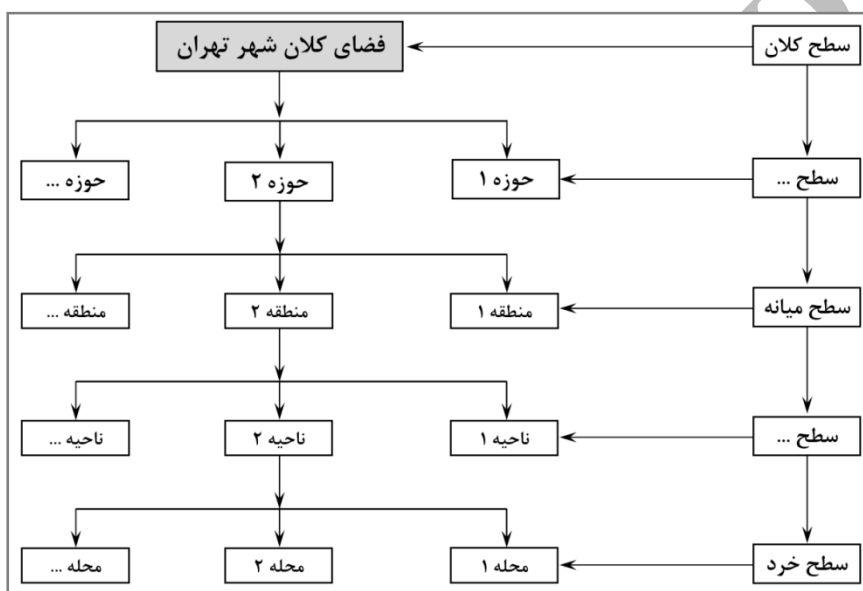 سطح کلان
فضای کلان شهر تهران
سطح ...
حوزه ۱
حوزه ۲
حوزه ...
سطح میانه
منطقه ۱
منطقه ۲
منطقه ...
سطح ...
ناحیه ۱
ناحیه ۲
ناحیه ...
سطح خرد
محله ۱
محله ۲
محله ...